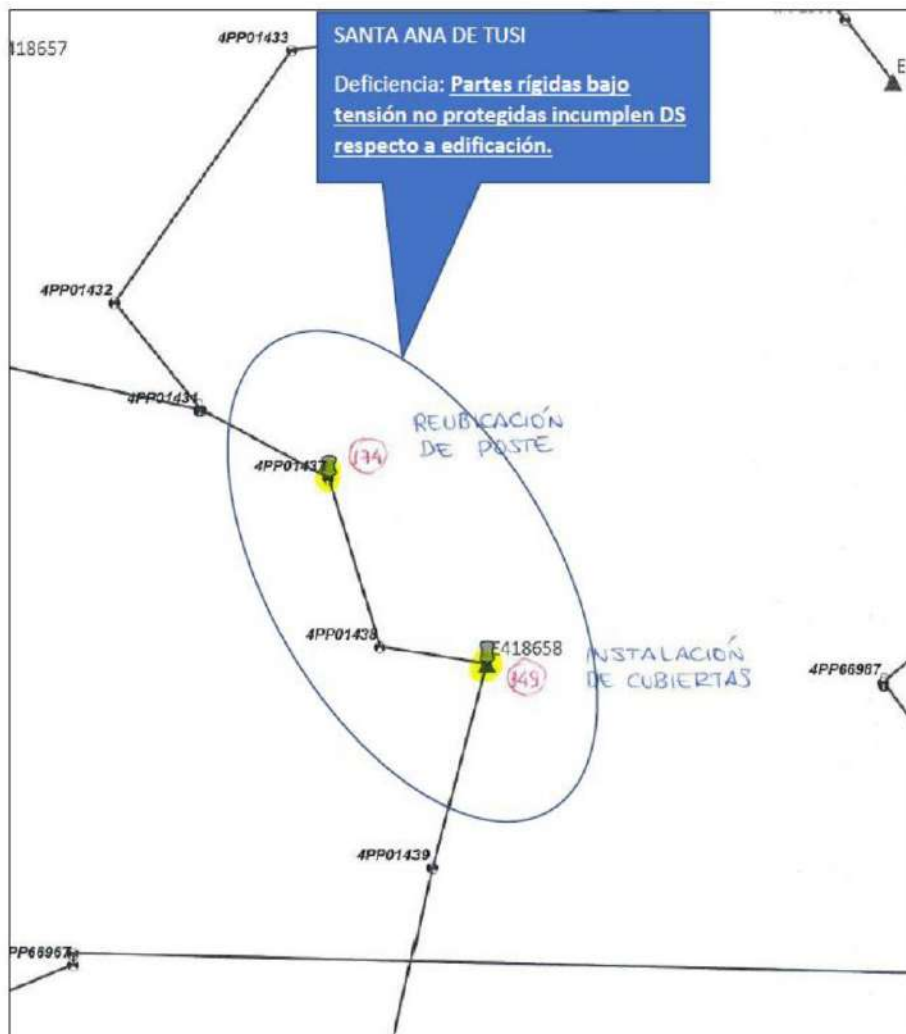 4PP01433
418657
SANTA ANA DE TUSI
Deficiencia: Partes rígidas bajo
tensión no protegidas incumplen DS
respecto a edificación.
E
4PP01432
4PP01431
REUBICACIÓN
DE POSTE
4PP01437
174
4PP01438
E418658
INSTALACIÓN
DE CUBIERTAS
149
4PP66967
4PP01439
PP66967